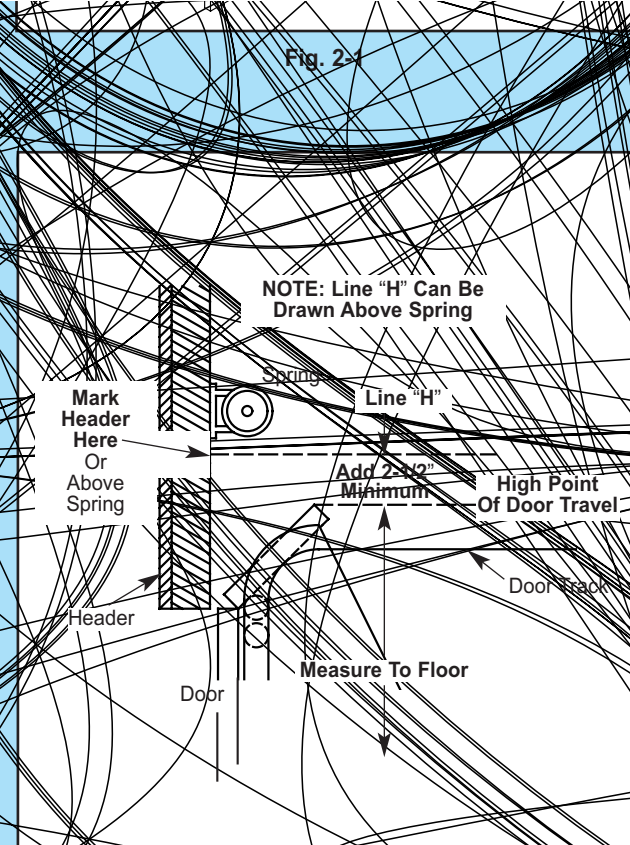 Fig. 2-1
NOTE: Line “H” Can Be
Drawn Above Spring
Spring
Line “H”
Mark
Header
Here
Or
Above
Spring
Add 2-1/2”
Minimum
High Point
Of Door Travel
Door Track
Header
Measure To Floor
Door